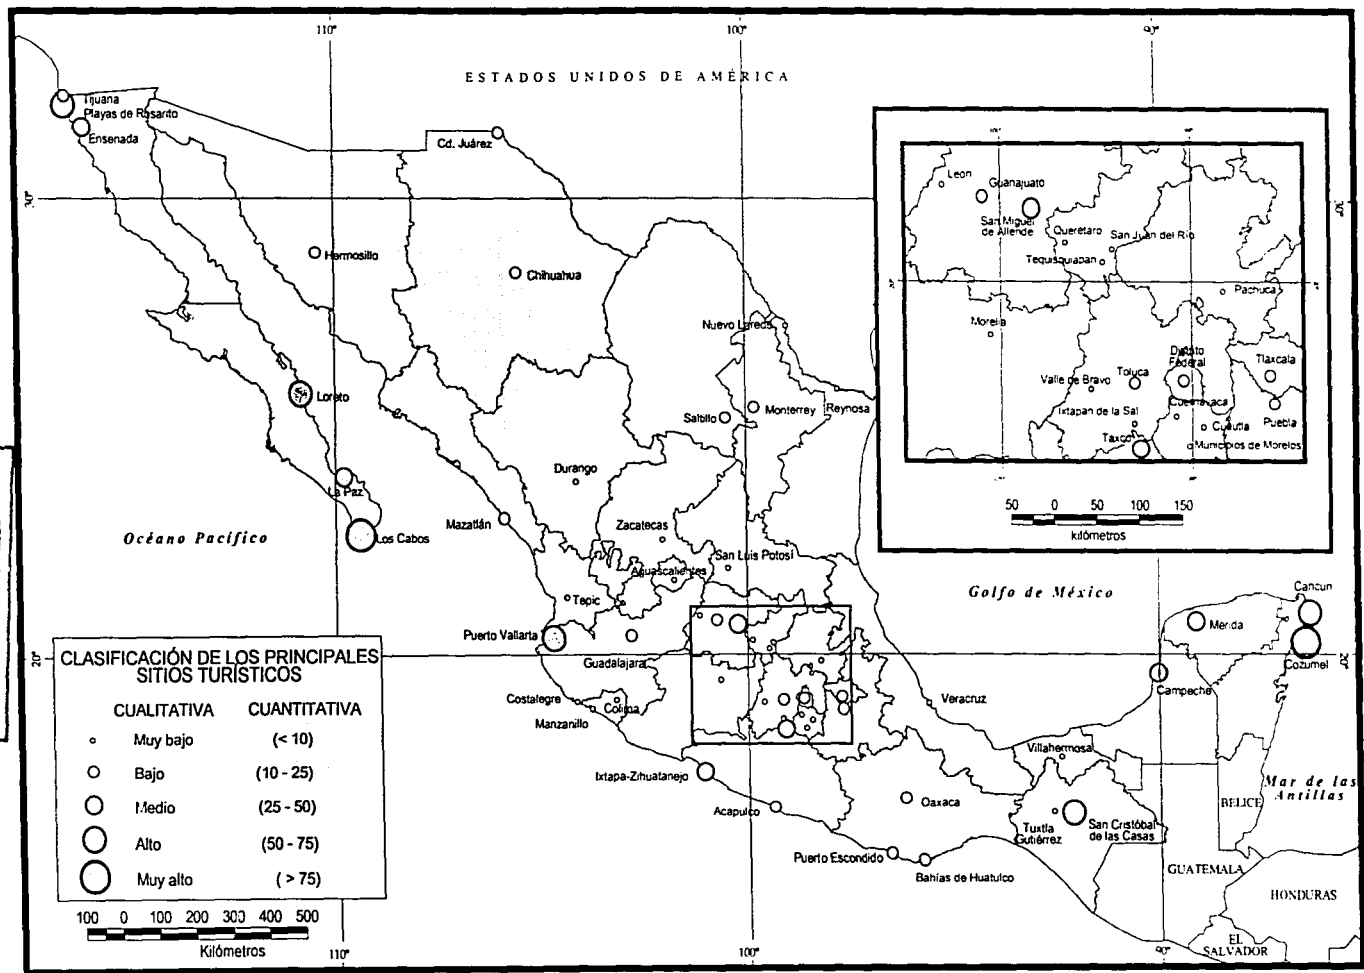 110°
100°
90°
ESTADOS UNIDOS DE AMÉRICA
Tijuana
Playas de Rosarito
Ensenada
Cd. Juárez
30°
30°
Hermosillo
Chihuahua
Nuevo Laredo
Loreto
Saltillo
Monterrey
Reynosa
Durango
La Paz
Los Cabos
Mazatlán
Zacatecas
San Luis Potosí
Aguascalientes
Océano Pacífico
Golfo de México
Tepic
Puerto Vallarta
Guadalajara
Costalegre
Colima
Manzanillo
Cancun
Merida
Cozumel
20°
20°
Campeche
Veracruz
Villahermosa
Ixtapa-Zihuatanejo
Acapulco
Oaxaca
Tuxtla
Gutiérrez
San Cristóbal
de las Casas
Puerto Escondido
Bahías de Huatulco
BELICE
Mar de las
Antillas
GUATEMALA
HONDURAS
EL
SALVADOR
Leon
Guanajuato
San Miguel
de Allende
Queretaro
San Juan del Río
Tequisquiapan
Pachuca
Morelia
Distrito
Federal
Tlaxcala
Toluca
Valle de Bravo
Ixtapan de la Sal
Cuernavaca
Cuautla
Puebla
Taxco
Municipios de Morelos
50 0 50 100 150
kilómetros
CLASIFICACIÓN DE LOS PRINCIPALES
SITIOS TURÍSTICOS
CUALITATIVA CUANTITATIVA
Muy bajo (< 10)
Bajo (10 - 25)
Medio (25 - 50)
Alto (50 - 75)
Muy alto ( > 75)
100 0 100 200 300 400 500
Kilómetros
110°
100°
90°